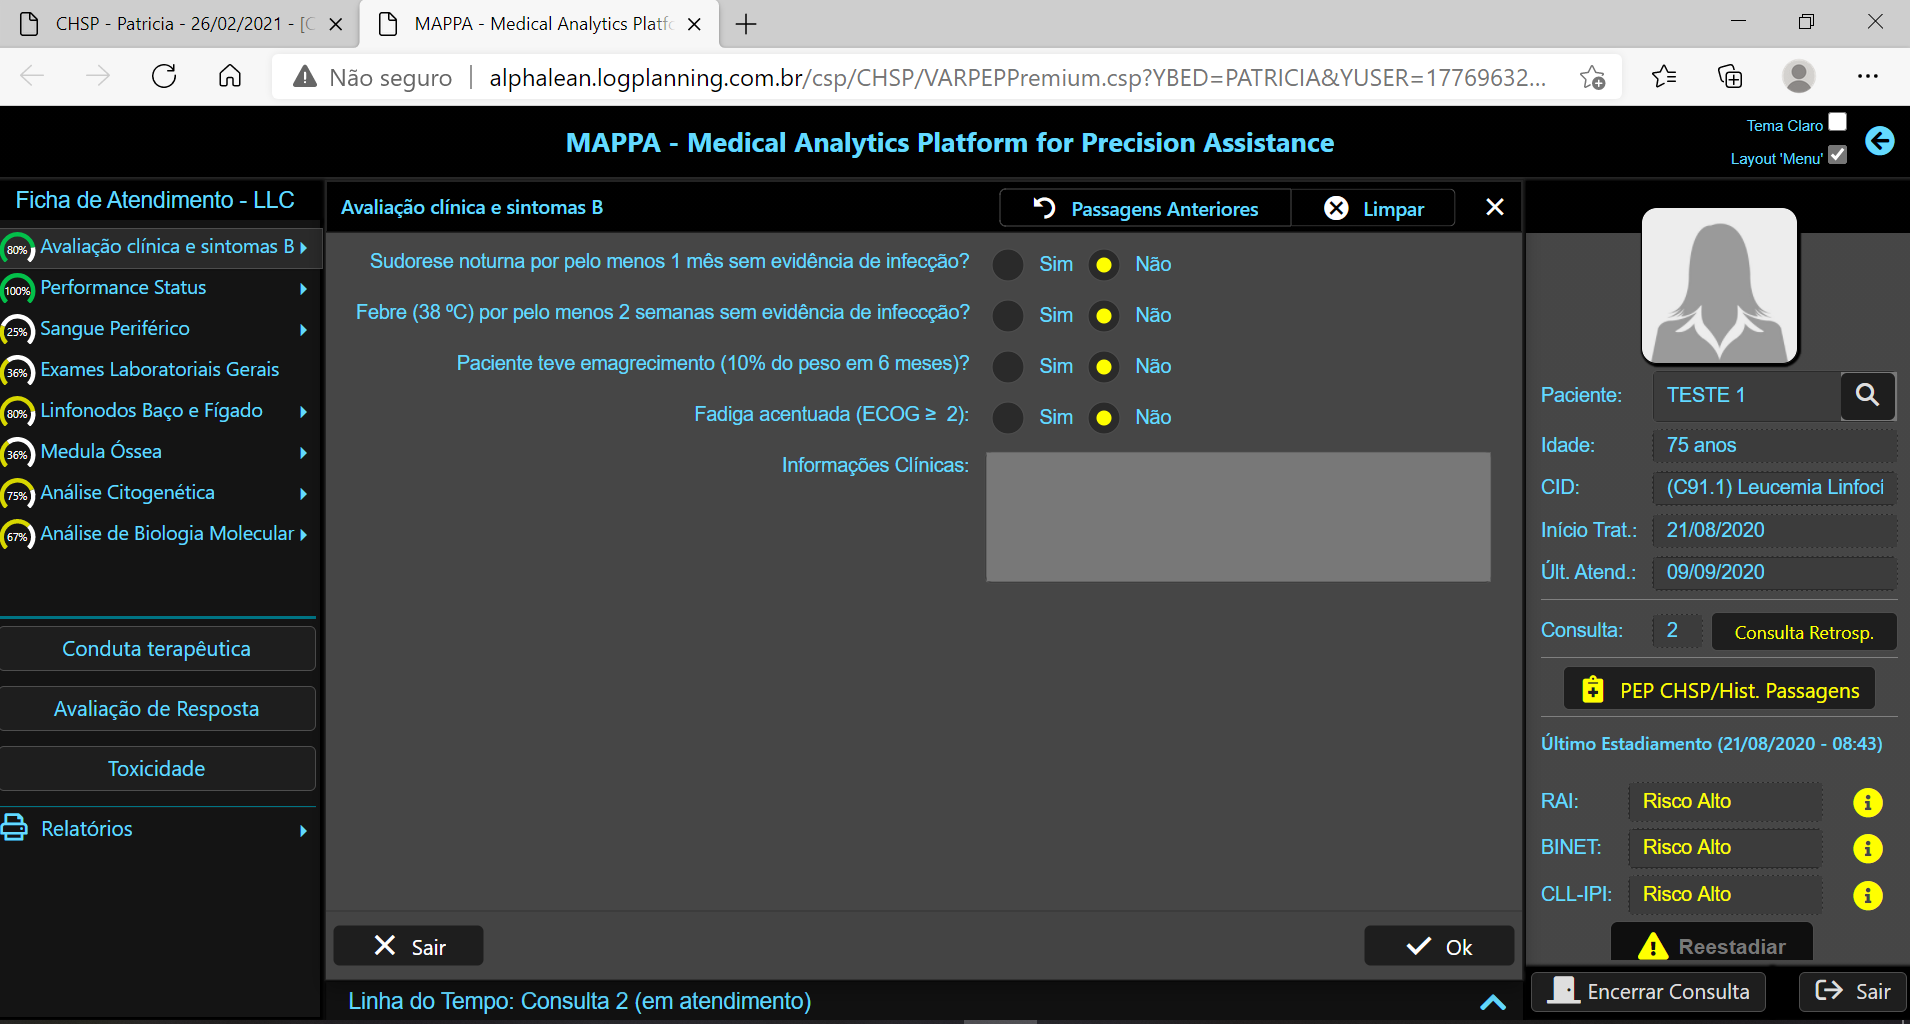 CHSP - Patricia - 26/02/2021 - [C
MAPPA - Medical Analytics Platfo
Não seguro
alphalean.logplanning.com.br/csp/CHSP/VARPEPPremium.csp?YBED=PATRICIA&YUSER=17769632...
MAPPA - Medical Analytics Platform for Precision Assistance
Tema Claro
Layout 'Menu'
Ficha de Atendimento - LLC
80% Avaliação clínica e sintomas B
100% Performance Status
25% Sangue Periférico
36% Exames Laboratoriais Gerais
80% Linfonodos Baço e Fígado
36% Medula Óssea
75% Análise Citogenética
67% Análise de Biologia Molecular
Conduta terapêutica
Avaliação de Resposta
Toxicidade
Relatórios
Avaliação clínica e sintomas B
Passagens Anteriores
Limpar
Sudorese noturna por pelo menos 1 mês sem evidência de infecção? Sim Não
Febre (38 ºC) por pelo menos 2 semanas sem evidência de infeccção? Sim Não
Paciente teve emagrecimento (10% do peso em 6 meses)? Sim Não
Fadiga acentuada (ECOG ≥ 2): Sim Não
Informações Clínicas:
Sair
Ok
Linha do Tempo: Consulta 2 (em atendimento)
Paciente: TESTE 1
Idade: 75 anos
CID: (C91.1) Leucemia Linfocí
Início Trat.: 21/08/2020
Últ. Atend.: 09/09/2020
Consulta: 2 Consulta Retrosp.
PEP CHSP/Hist. Passagens
Último Estadiamento (21/08/2020 - 08:43)
RAI: Risco Alto
BINET: Risco Alto
CLL-IPI: Risco Alto
Reestadiar
Encerrar Consulta
Sair